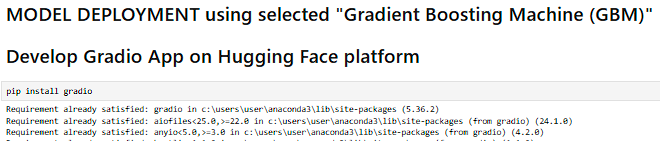 MODEL DEPLOYMENT using selected "Gradient Boosting Machine (GBM)"
Develop Gradio App on Hugging Face platform
pip install gradio
Requirement already satisfied: gradio in c:\users\user\anaconda3\lib\site-packages (5.36.2)
Requirement already satisfied: aiofiles<25.0,>=22.0 in c:\users\user\anaconda3\lib\site-packages (from gradio) (24.1.0)
Requirement already satisfied: anyio<5.0,>=3.0 in c:\users\user\anaconda3\lib\site-packages (from gradio) (4.2.0)